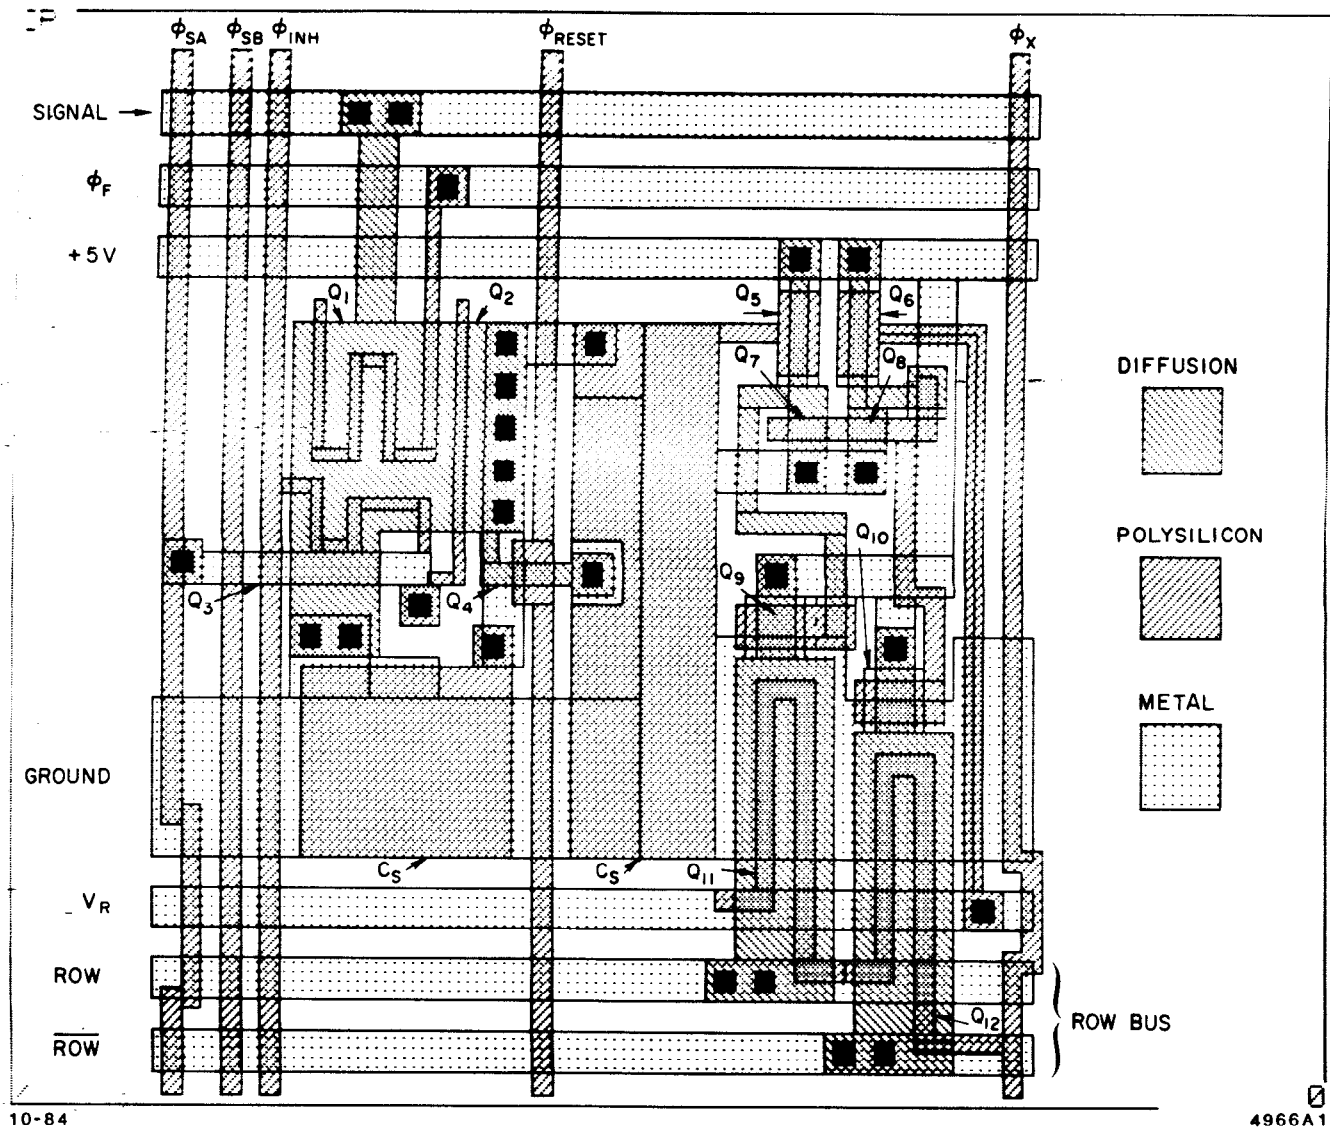 φSA φSB φINH φRESET φX
SIGNAL
φF
+5V
Q1 Q2 Q5 Q6
Q7 Q8
DIFFUSION
Q10
POLYSILICON
Q3 Q4 Q9
METAL
GROUND
CS CS Q11
VR
ROW
Q12
ROW BUS
R̅O̅W̅
10-84
4966A1